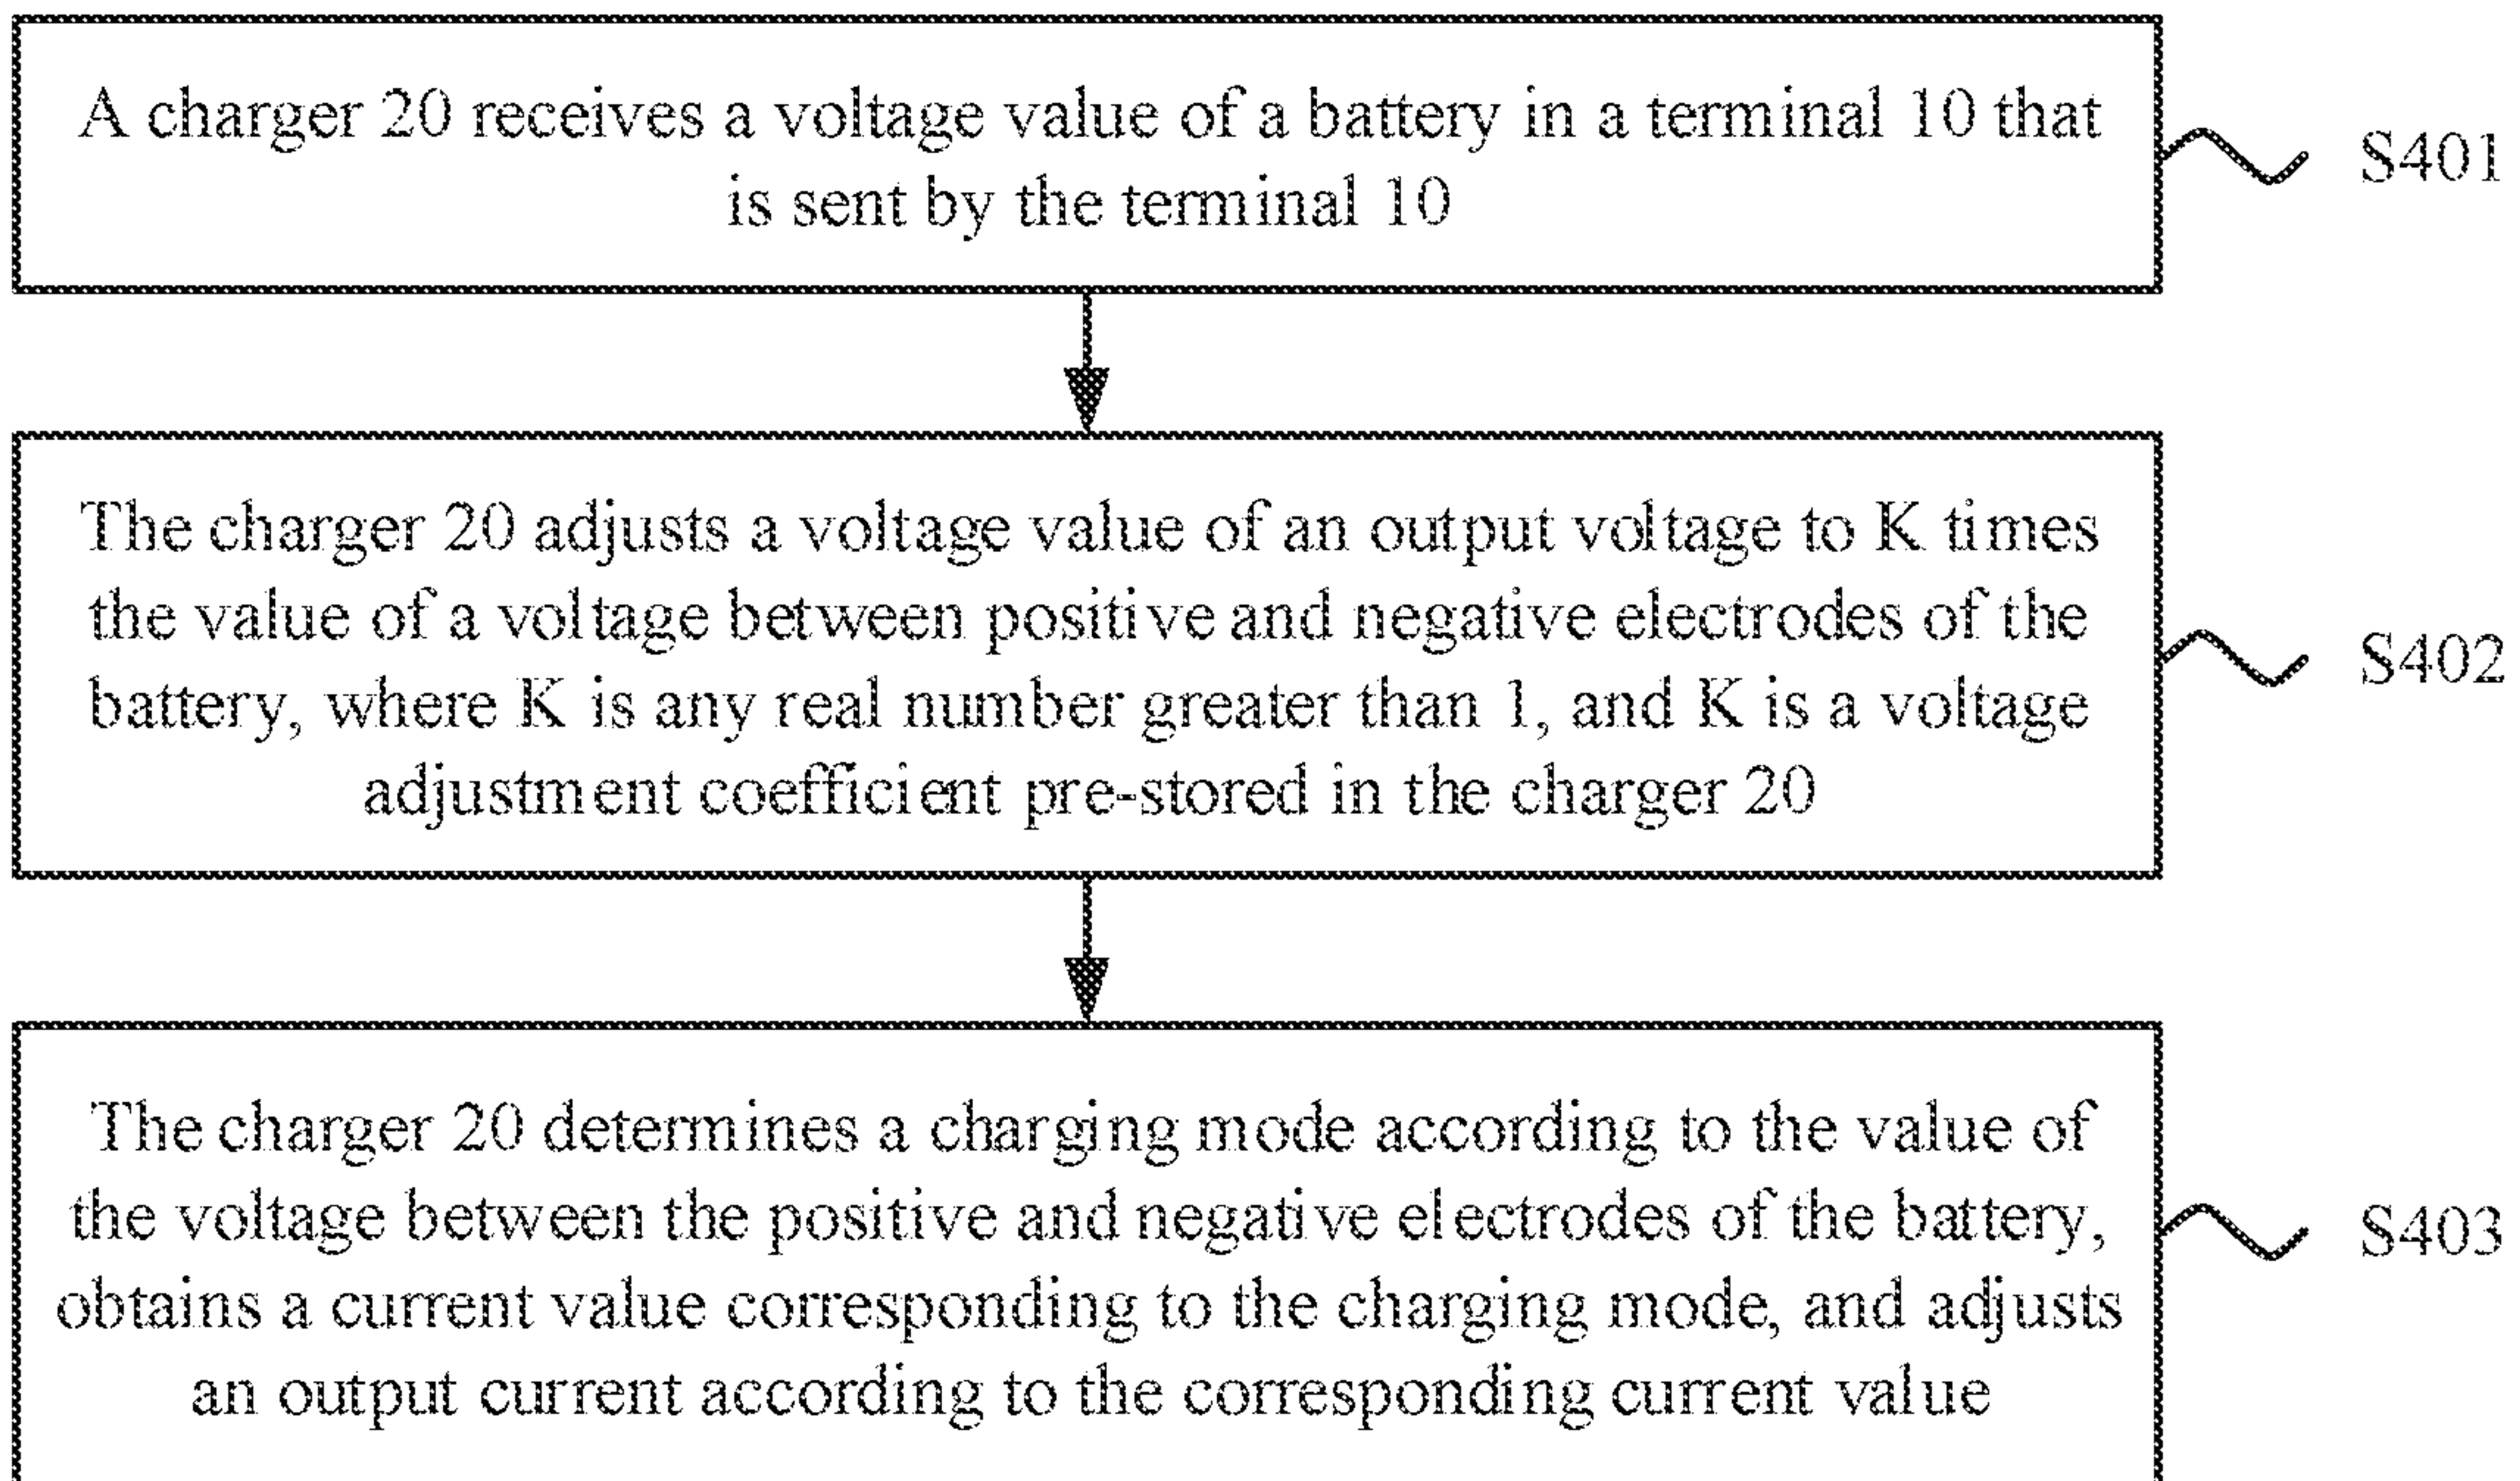 A charger 20 receives a voltage value of a battery in a terminal 10 that
is sent by the terminal 10
S401
The charger 20 adjusts a voltage value of an output voltage to K times
the value of a voltage between positive and negative electrodes of the
battery, where K is any real number greater than 1, and K is a voltage
adjustment coefficient pre-stored in the charger 20
S402
The charger 20 determines a charging mode according to the value of
the voltage between the positive and negative electrodes of the battery,
obtains a current value corresponding to the charging mode, and adjusts
an output current according to the corresponding current value
S403